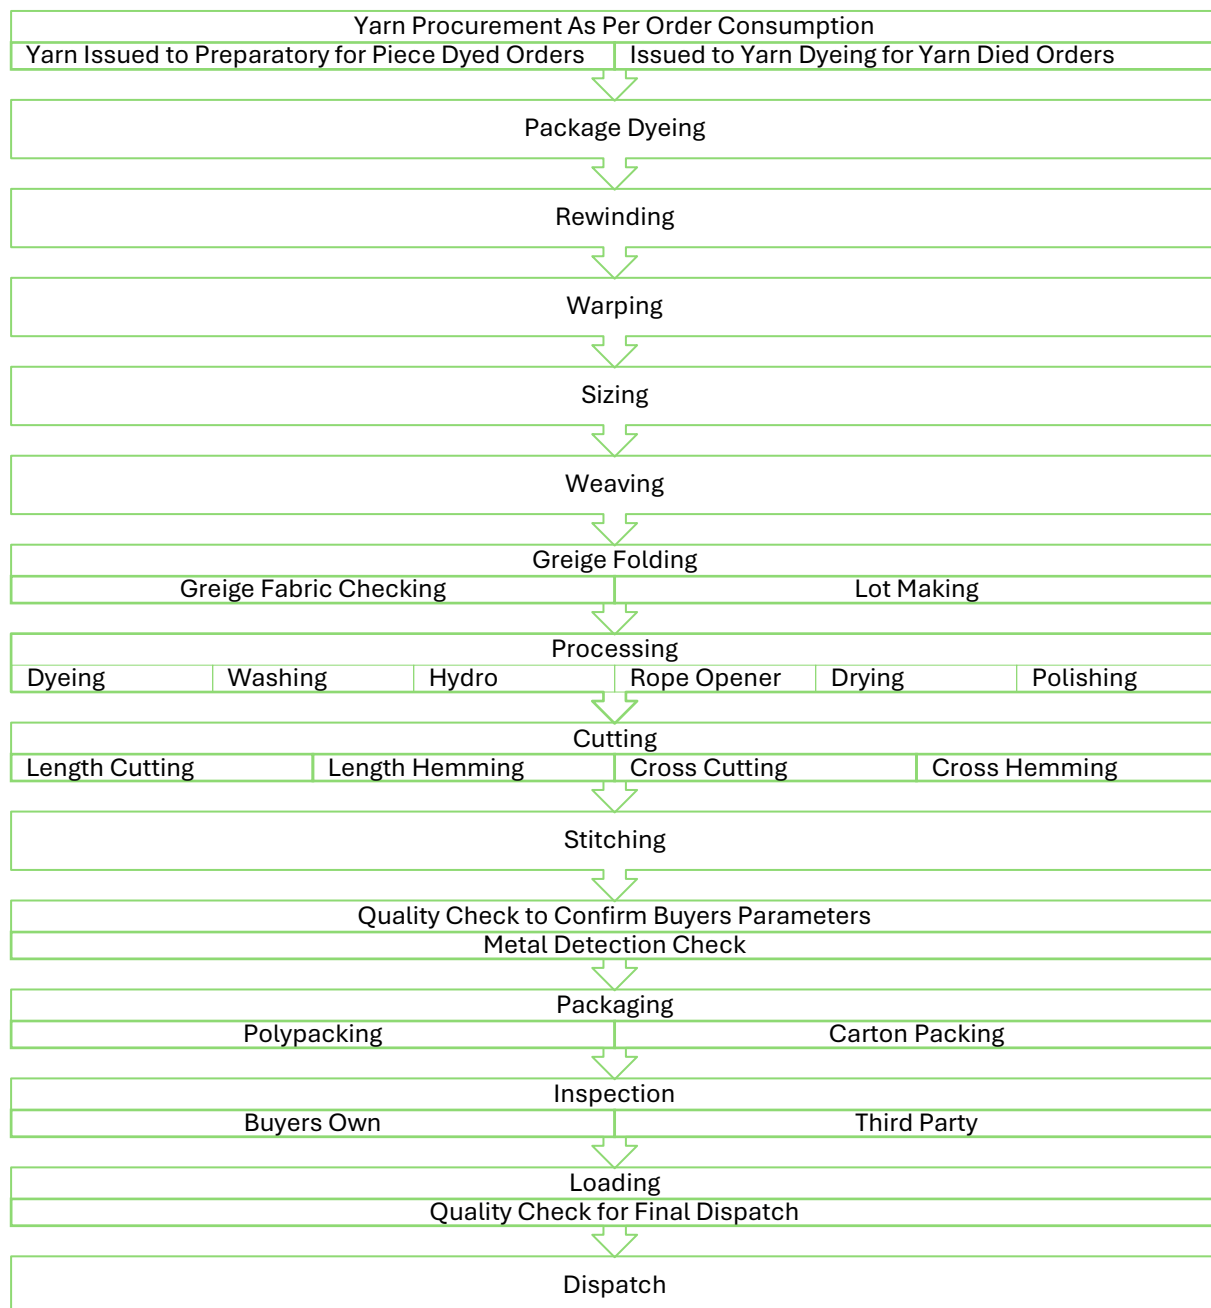 Yarn Procurement As Per Order Consumption
Yarn Issued to Preparatory for Piece Dyed Orders
Issued to Yarn Dyeing for Yarn Died Orders
Package Dyeing
Rewinding
Warping
Sizing
Weaving
Greige Folding
Greige Fabric Checking
Lot Making
Processing
Dyeing
Washing
Hydro
Rope Opener
Drying
Polishing
Cutting
Length Cutting
Length Hemming
Cross Cutting
Cross Hemming
Stitching
Quality Check to Confirm Buyers Parameters
Metal Detection Check
Packaging
Polypacking
Carton Packing
Inspection
Buyers Own
Third Party
Loading
Quality Check for Final Dispatch
Dispatch